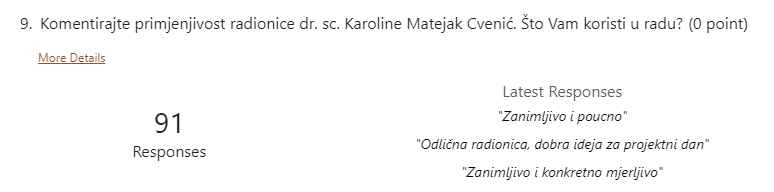 9. Komentirajte primjenjivost radionice dr. sc. Karoline Matejak Cvenić. Što Vam koristi u radu? (0 point)
More Details
91
Responses
Latest Responses
"Zanimljivo i poucno"
"Odlična radionica, dobra ideja za projektni dan"
"Zanimljivo i konkretno mjerljivo"